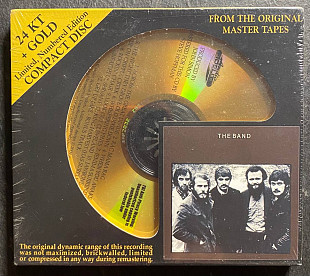 24 KT
+ GOLD
Limited, Numbered Edition
COMPACT DISC
FROM THE ORIGINAL
MASTER TAPES
THE BAND
The original dynamic range of this recording
was not maximized, brickwalled, limited
or compressed in any way during remastering.